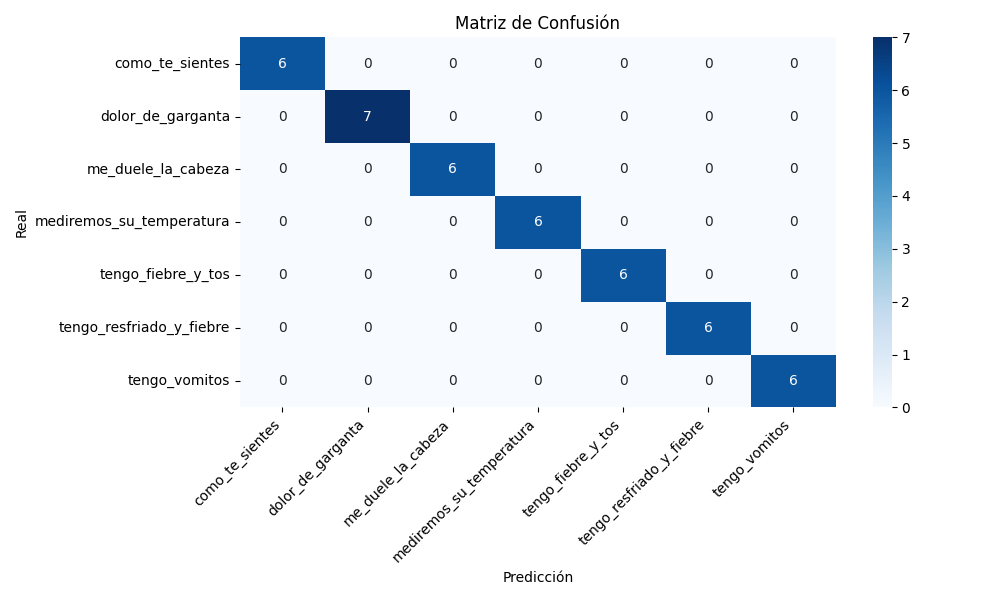 Matriz de Confusión
Real
como_te_sientes 6 0 0 0 0 0 0
dolor_de_garganta 0 7 0 0 0 0 0
me_duele_la_cabeza 0 0 6 0 0 0 0
mediremos_su_temperatura 0 0 0 6 0 0 0
tengo_fiebre_y_tos 0 0 0 0 6 0 0
tengo_resfriado_y_fiebre 0 0 0 0 0 6 0
tengo_vomitos 0 0 0 0 0 0 6
como_te_sientes
dolor_de_garganta
me_duele_la_cabeza
mediremos_su_temperatura
tengo_fiebre_y_tos
tengo_resfriado_y_fiebre
tengo_vomitos
Predicción
7
6
5
4
3
2
1
0